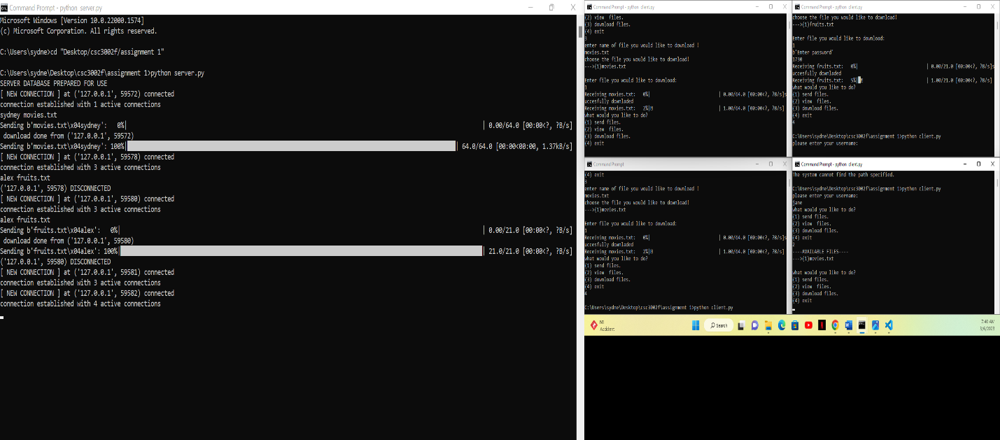 Command Prompt - python server.py
Microsoft Windows [Version 10.0.22000.1574]
(c) Microsoft Corporation. All rights reserved.
C:\Users\sydne>cd "Desktop/csc3002f/assignment 1"
C:\Users\sydne\Desktop\csc3002f\assignment 1>python server.py
SERVER DATABASE PREPARED FOR USE
[ NEW CONNECTION ] at ('127.0.0.1', 59572) connected
connection established with 1 active connections
sydney movies.txt
Sending b'movies.txt\x04sydney':   0%| | 0.00/64.0 [00:00<?, ?B/s]
download done from ('127.0.0.1', 59572)
Sending b'movies.txt\x04sydney': 100%| | 64.0/64.0 [00:00<00:00, 1.37kB/s]
[ NEW CONNECTION ] at ('127.0.0.1', 59578) connected
connection established with 3 active connections
alex fruits.txt
('127.0.0.1', 59578) DISCONNECTED
[ NEW CONNECTION ] at ('127.0.0.1', 59580) connected
connection established with 3 active connections
alex fruits.txt
Sending b'fruits.txt\x04alex':   0%| | 0.00/21.0 [00:00<?, ?B/s]
download done from ('127.0.0.1', 59580)
Sending b'fruits.txt\x04alex': 100%| | 21.0/21.0 [00:00<?, ?B/s]
('127.0.0.1', 59580) DISCONNECTED
[ NEW CONNECTION ] at ('127.0.0.1', 59581) connected
connection established with 3 active connections
[ NEW CONNECTION ] at ('127.0.0.1', 59582) connected
connection established with 4 active connections
Command Prompt - python client.py
(2) view  files.
(3) download files.
(4) exit
3
enter name of file you would like to download !
movies.txt
choose the file you would like to download!
--->(1)movies.txt
Enter file you would like to download:
1
Receiving movies.txt:   0%| | 0.00/64.0 [00:00<?, ?B/s]s
uccesfully downladed
Receiving movies.txt:   2%| | 1.00/64.0 [00:00<?, ?B/s]
what would you like to do?
(1) send files.
(2) view  files.
(3) download files.
(4) exit
Command Prompt - python client.py
choose the file you would like to download!
--->(1)fruits.txt
Enter file you would like to download:
1
b'Enter password'
1730
Receiving fruits.txt:   0%| | 0.00/21.0 [00:00<?, ?B/s]s
uccesfully downladed
Receiving fruits.txt:   5%| | 1.00/21.0 [00:00<?, ?B/s]
what would you like to do?
(1) send files.
(2) view  files.
(3) download files.
(4) exit
4
C:\Users\sydne\Desktop\csc3002f\assignment 1>python client.py
please enter your username:
Command Prompt
(4) exit
3
enter name of file you would like to download !
movies.txt
choose the file you would like to download!
--->(1)movies.txt
Enter file you would like to download:
1
Receiving movies.txt:   0%| | 0.00/64.0 [00:00<?, ?B/s]s
uccesfully downladed
Receiving movies.txt:   2%| | 1.00/64.0 [00:00<?, ?B/s]
what would you like to do?
(1) send files.
(2) view  files.
(3) download files.
(4) exit
4
C:\Users\sydne\Desktop\csc3002f\assignment 1>python client.py
Command Prompt - python client.py
The system cannot find the path specified.
C:\Users\sydne\Desktop\csc3002f\assignment 1>python client.py
please enter your username:
jane
what would you like to do?
(1) send files.
(2) view  files.
(3) download files.
(4) exit
2
----AVAILABLE FILES----
--->(1)movies.txt
what would you like to do?
(1) send files.
(2) view  files.
(3) download files.
(4) exit
N1
Accident
Search
7:40 AM
3/6/2023